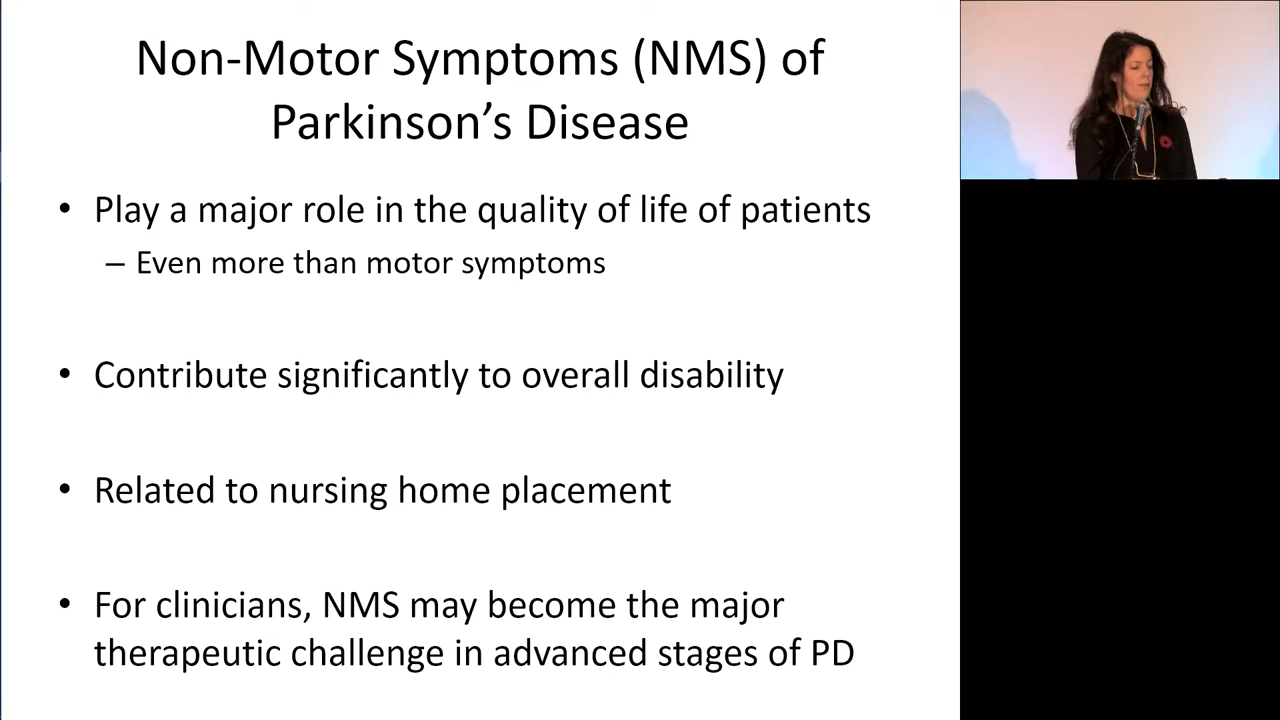 Non-Motor Symptoms (NMS) of
Parkinson’s Disease
• Play a major role in the quality of life of patients
– Even more than motor symptoms
• Contribute significantly to overall disability
• Related to nursing home placement
• For clinicians, NMS may become the major
therapeutic challenge in advanced stages of PD